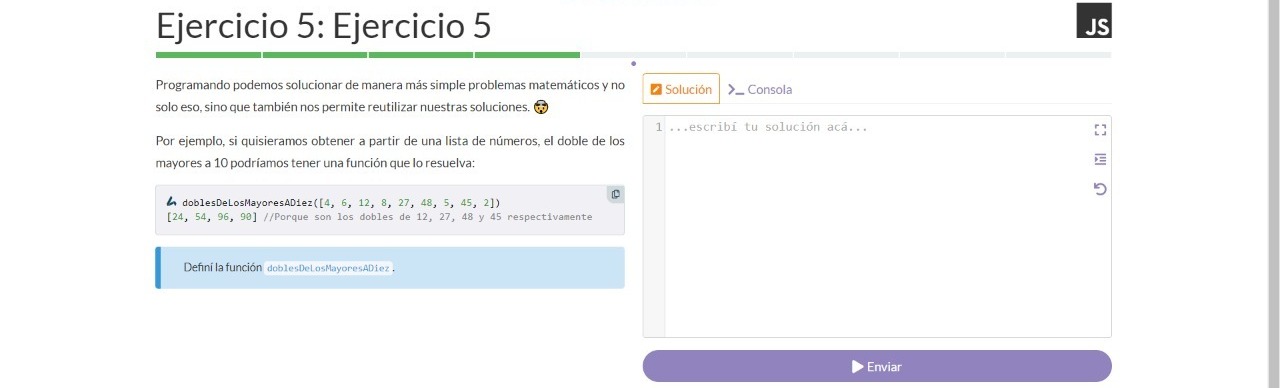 Ejercicio 5: Ejercicio 5
JS
Programando podemos solucionar de manera más simple problemas matemáticos y no
solo eso, sino que también nos permite reutilizar nuestras soluciones.
Por ejemplo, si quisieramos obtener a partir de una lista de números, el doble de los
mayores a 10 podríamos tener una función que lo resuelva:
doblesDeLosMayoresADiez([4, 6, 12, 8, 27, 48, 5, 45, 2])
[24, 54, 96, 90] //Porque son los dobles de 12, 27, 48 y 45 respectivamente
Definí la función doblesDeLosMayoresADiez.
Solución
Consola
1 ...escribí tu solución acá...
Enviar